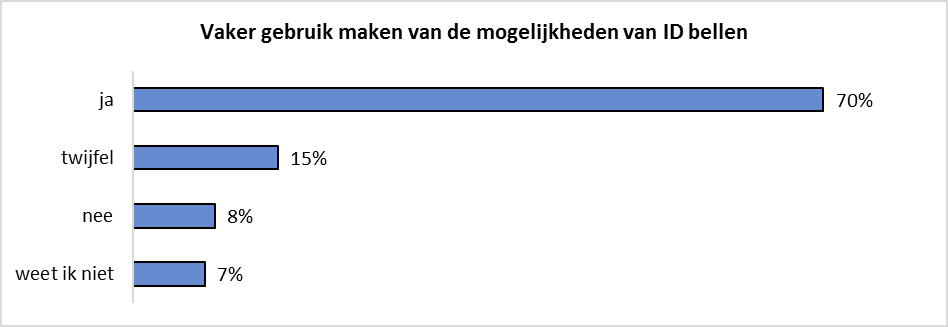 Vaker gebruik maken van de mogelijkheden van ID bellen
ja 70%
twijfel 15%
nee 8%
weet ik niet 7%